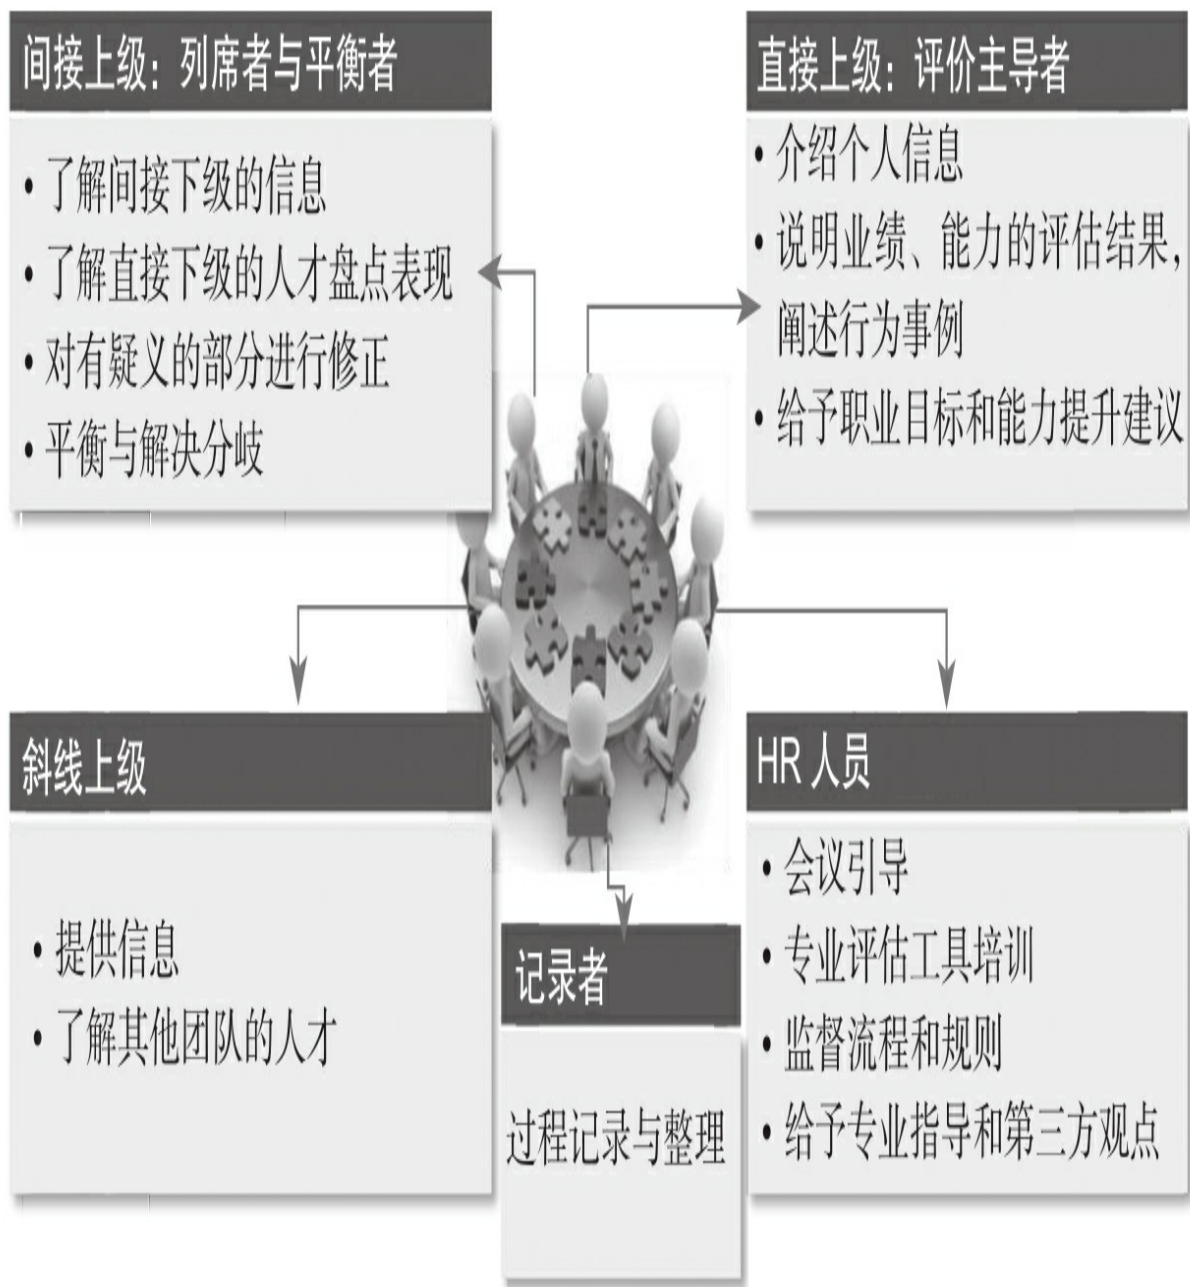 间接上级：列席者与平衡者
• 了解间接下级的信息
• 了解直接下级的人才盘点表现
• 对有疑义的部分进行修正
• 平衡与解决分歧
直接上级：评价主导者
• 介绍个人信息
• 说明业绩、能力的评估结果，
阐述行为事例
• 给予职业目标和能力提升建议
斜线上级
• 提供信息
• 了解其他团队的人才
记录者
过程记录与整理
HR 人员
• 会议引导
• 专业评估工具培训
• 监督流程和规则
• 给予专业指导和第三方观点